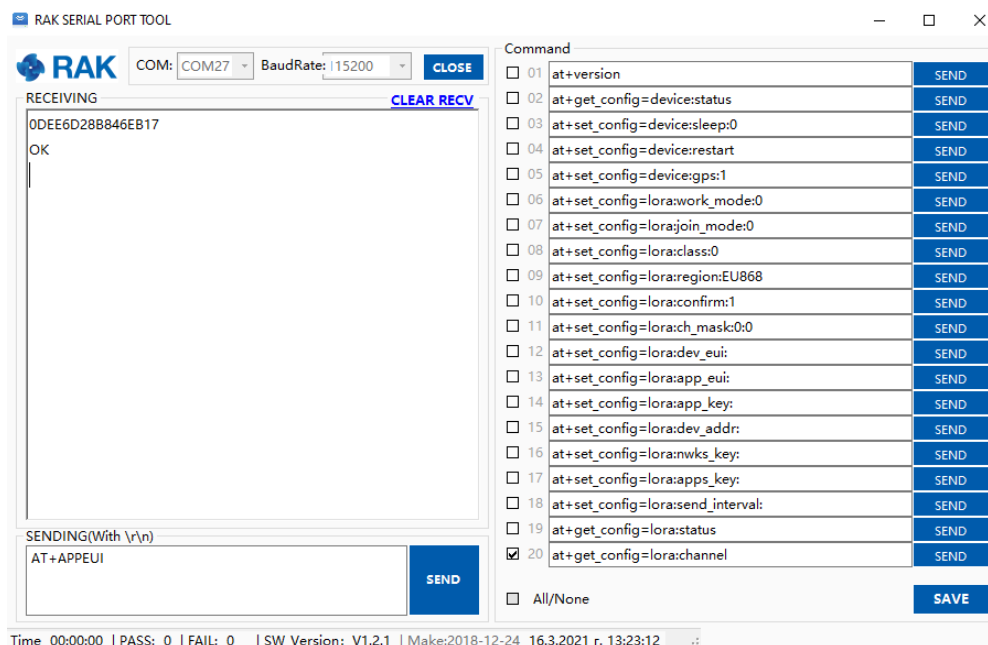 RAK SERIAL PORT TOOL
RAK
COM: COM27 BaudRate: 115200 CLOSE
RECEIVING CLEAR RECV
0DEE6D28B846EB17
OK
SENDING(With \r\n)
AT+APPEUI
SEND
Command
01 at+version SEND
02 at+get_config=device:status SEND
03 at+set_config=device:sleep:0 SEND
04 at+set_config=device:restart SEND
05 at+set_config=device:gps:1 SEND
06 at+set_config=lora:work_mode:0 SEND
07 at+set_config=lora:join_mode:0 SEND
08 at+set_config=lora:class:0 SEND
09 at+set_config=lora:region:EU868 SEND
10 at+set_config=lora:confirm:1 SEND
11 at+set_config=lora:ch_mask:0:0 SEND
12 at+set_config=lora:dev_eui: SEND
13 at+set_config=lora:app_eui: SEND
14 at+set_config=lora:app_key: SEND
15 at+set_config=lora:dev_addr: SEND
16 at+set_config=lora:nwks_key: SEND
17 at+set_config=lora:apps_key: SEND
18 at+set_config=lora:send_interval: SEND
19 at+get_config=lora:status SEND
20 at+get_config=lora:channel SEND
All/None SAVE
Time 00:00:00 | PASS: 0 | FAIL: 0 | SW Version: V1.2.1 | Make:2018-12-24 16.3.2021 г. 13:23:12